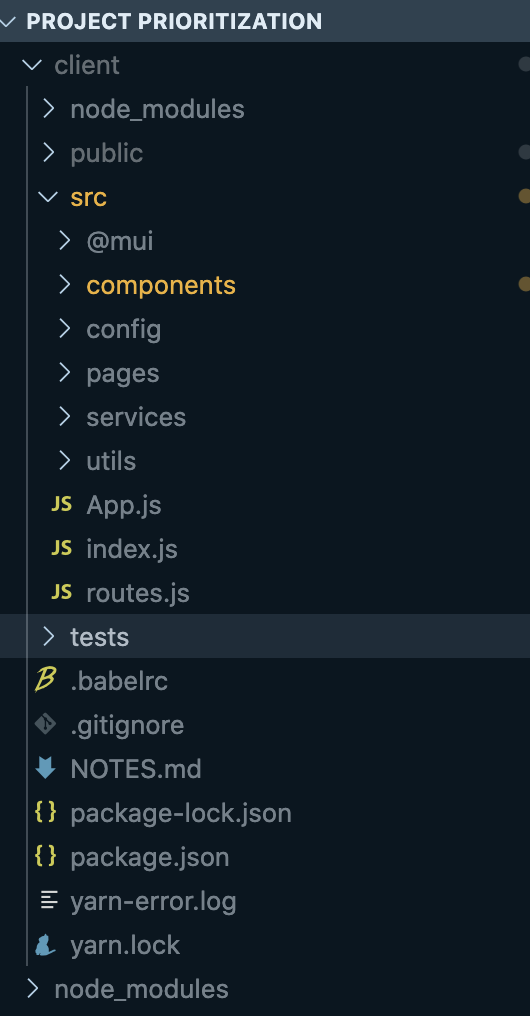 PROJECT PRIORITIZATION
client
node_modules
public
src
@mui
components
config
pages
services
utils
JS App.js
JS index.js
JS routes.js
tests
B .babelrc
.gitignore
NOTES.md
{} package-lock.json
{} package.json
yarn-error.log
yarn.lock
node_modules